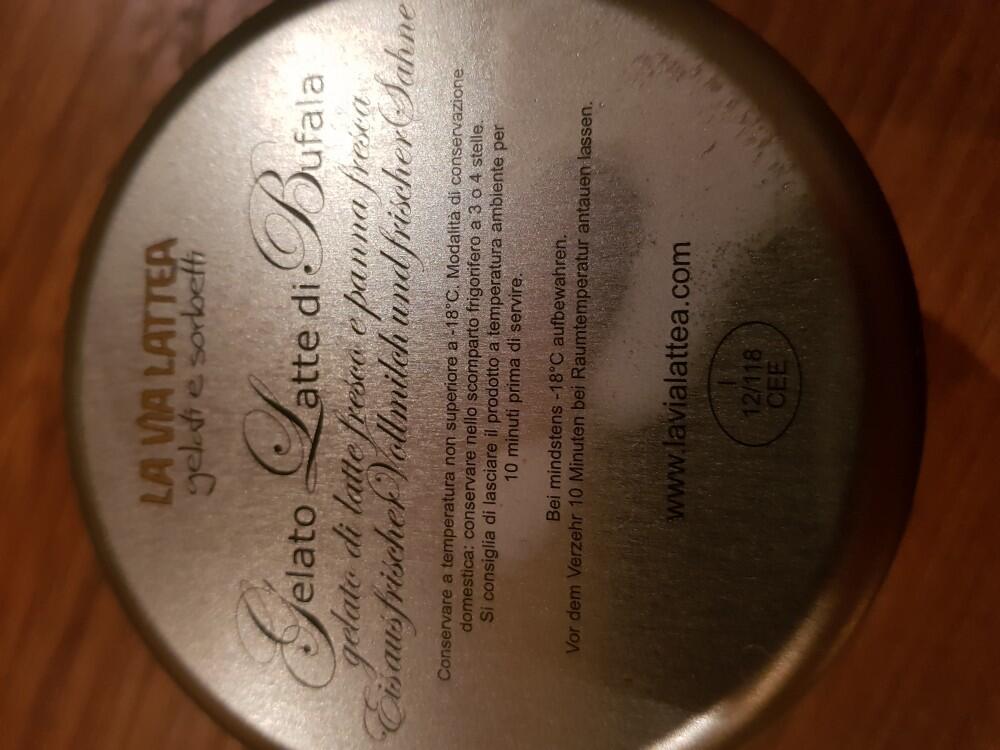 LA VIA LATTEA
gelati e sorbetti
Gelato Latte di Bufala
gelato di latte fresco e panna fresca
Eis aus frischer Vollmilch und frischer Sahne
Conservare a temperatura non superiore a -18°C. Modalità di conservazione
domestica: conservare nello scomparto frigorifero a 3 o 4 stelle.
Si consiglia di lasciare il prodotto a temperatura ambiente per
10 minuti prima di servire.
Bei mindstens -18°C aufbewahren.
Vor dem Verzehr 10 Minuten bei Raumtemperatur antauen lassen.
www.lavialattea.com
I
12/118
CEE